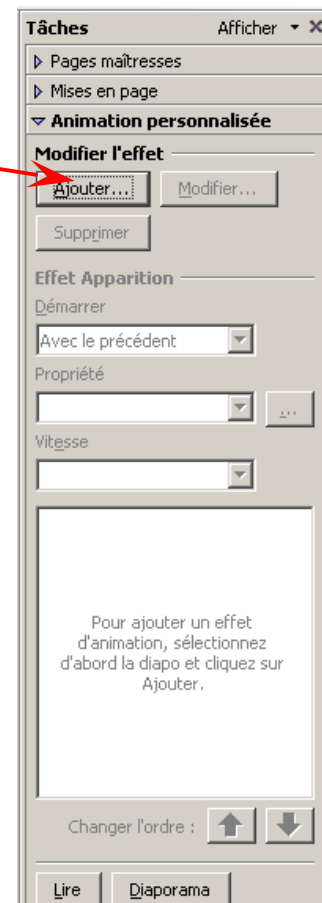 Tâches Afficher
Pages maîtresses
Mises en page
Animation personnalisée
Modifier l'effet
Ajouter... Modifier...
Supprimer
Effet Apparition
Démarrer
Avec le précédent
Propriété
...
Vitesse
Pour ajouter un effet
d'animation, sélectionnez
d'abord la diapo et cliquez sur
Ajouter.
Changer l'ordre :
Lire Diaporama